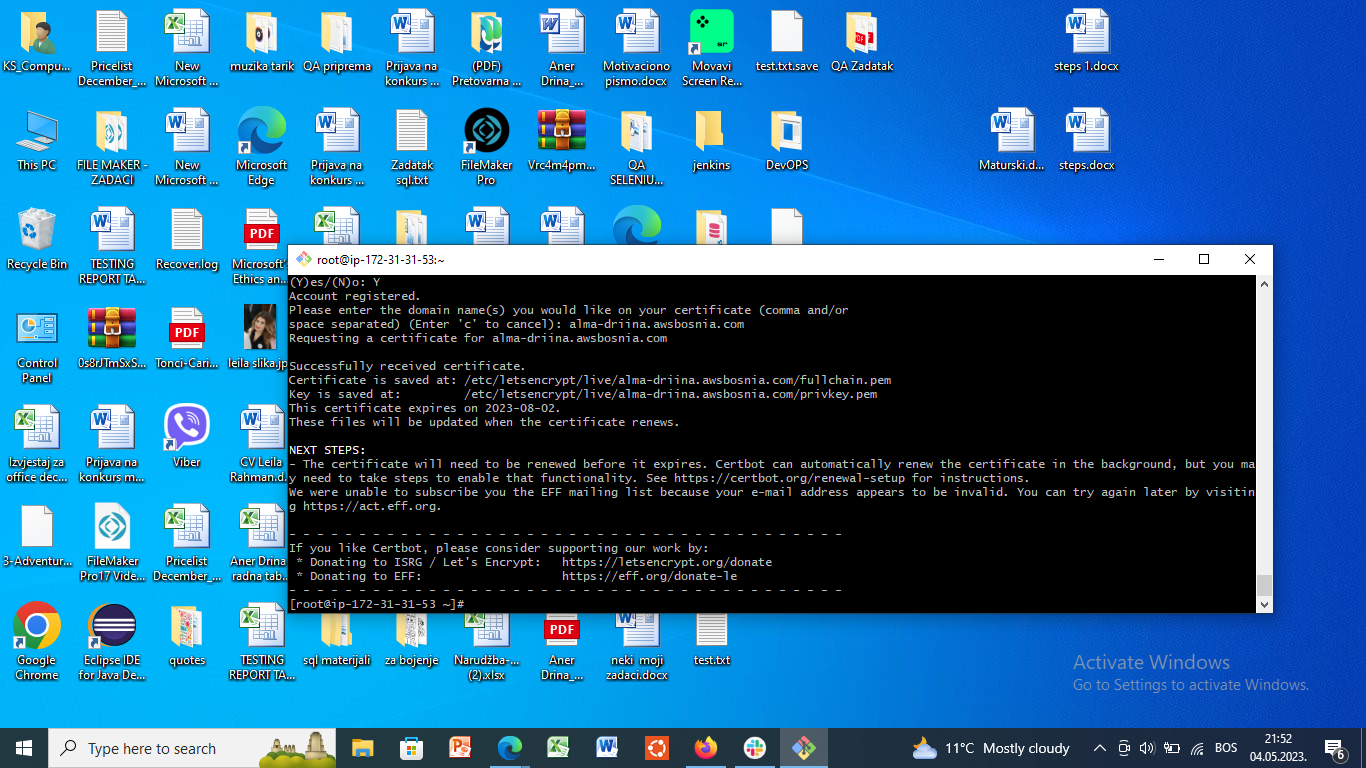 KS_Compu...
Pricelist
December_...
New
Microsoft ...
muzika tarik
QA priprema
Prijava na
konkurs ...
(PDF)
Pretovarna ...
Aner
Drina_...
Motivaciono
pismo.docx
Movavi
Screen Re...
test.txt.save
QA Zadatak
steps 1.docx
This PC
FILE MAKER -
ZADACI
New
Microsoft ...
Microsoft
Edge
Prijava na
konkurs ...
Zadatak
sql.txt
FileMaker
Pro
Vrc4m4pm...
QA
SELENIU...
jenkins
DevOPS
Maturski.d...
steps.docx
Recycle Bin
TESTING
REPORT TA...
Recover.log
PDF
Microsoft'
Ethics an...
root@ip-172-31-31-53:~
(Y)es/(N)o: Y
Account registered.
Please enter the domain name(s) you would like on your certificate (comma and/or
space separated) (Enter 'c' to cancel): alma-driina.awsbosnia.com
Requesting a certificate for alma-driina.awsbosnia.com
Successfully received certificate.
Certificate is saved at: /etc/letsencrypt/live/alma-driina.awsbosnia.com/fullchain.pem
Key is saved at:         /etc/letsencrypt/live/alma-driina.awsbosnia.com/privkey.pem
This certificate expires on 2023-08-02.
These files will be updated when the certificate renews.
NEXT STEPS:
- The certificate will need to be renewed before it expires. Certbot can automatically renew the certificate in the background, but you ma
y need to take steps to enable that functionality. See https://certbot.org/renewal-setup for instructions.
We were unable to subscribe you the EFF mailing list because your e-mail address appears to be invalid. You can try again later by visitin
g https://act.eff.org.
- - - - - - - - - - - - - - - - - - - - - - - - - - - - - - - - - - - - - - - -
If you like Certbot, please consider supporting our work by:
 * Donating to ISRG / Let's Encrypt:   https://letsencrypt.org/donate
 * Donating to EFF:                    https://eff.org/donate-le
- - - - - - - - - - - - - - - - - - - - - - - - - - - - - - - - - - - - - - - -
[root@ip-172-31-31-53 ~]#
Control
Panel
0s8rJTmSxS...
PDF
Tonci-Cari...
leila slika.jp
Izvjestaj za
office dec...
Prijava na
konkurs m...
Viber
CV Leila
Rahman.d.
3-Adventur...
FileMaker
Pro17 Vide...
Pricelist
December_...
Aner Drina
radna tab..
Google
Chrome
Eclipse IDE
for Java De...
quotes
TESTING
REPORT TA...
sql materijali
za bojenje
Narudžba-...
(2).xlsx
PDF
Aner
Drina_...
neki moji
zadaci.docx
test.txt
Activate Windows
Go to Settings to activate Windows.
Type here to search
11°C Mostly cloudy
BOS
21:52
04.05.2023.
6